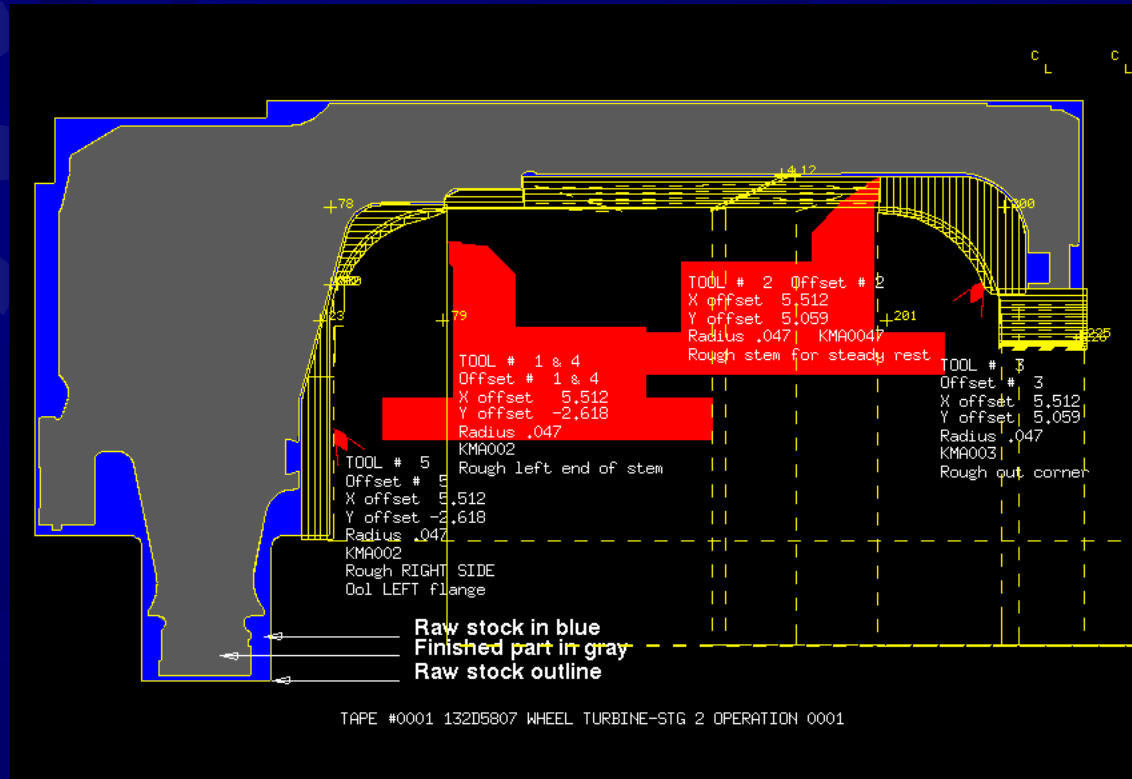 C
L
C
L
4 12
78
200
TOOL # 2 Offset # 2
X offset 5.512
Y offset 5.059
Radius .047 KMA0047
Rough stem for steady rest
23
79
201
225
TOOL # 1 & 4
Offset # 1 & 4
X offset 5.512
Y offset -2.618
Radius .047
KMA002
Rough left end of stem
TOOL # 3
Offset # 3
X offset 5.512
Y offset 5.059
Radius .047
KMA003
Rough out corner
TOOL # 5
Offset # 5
X offset 5.512
Y offset -2.618
Radius .047
KMA002
Rough RIGHT SIDE
Ool LEFT flange
Raw stock in blue
Finished part in gray
Raw stock outline
TAPE #0001 132D5807 WHEEL TURBINE-STG 2 OPERATION 0001